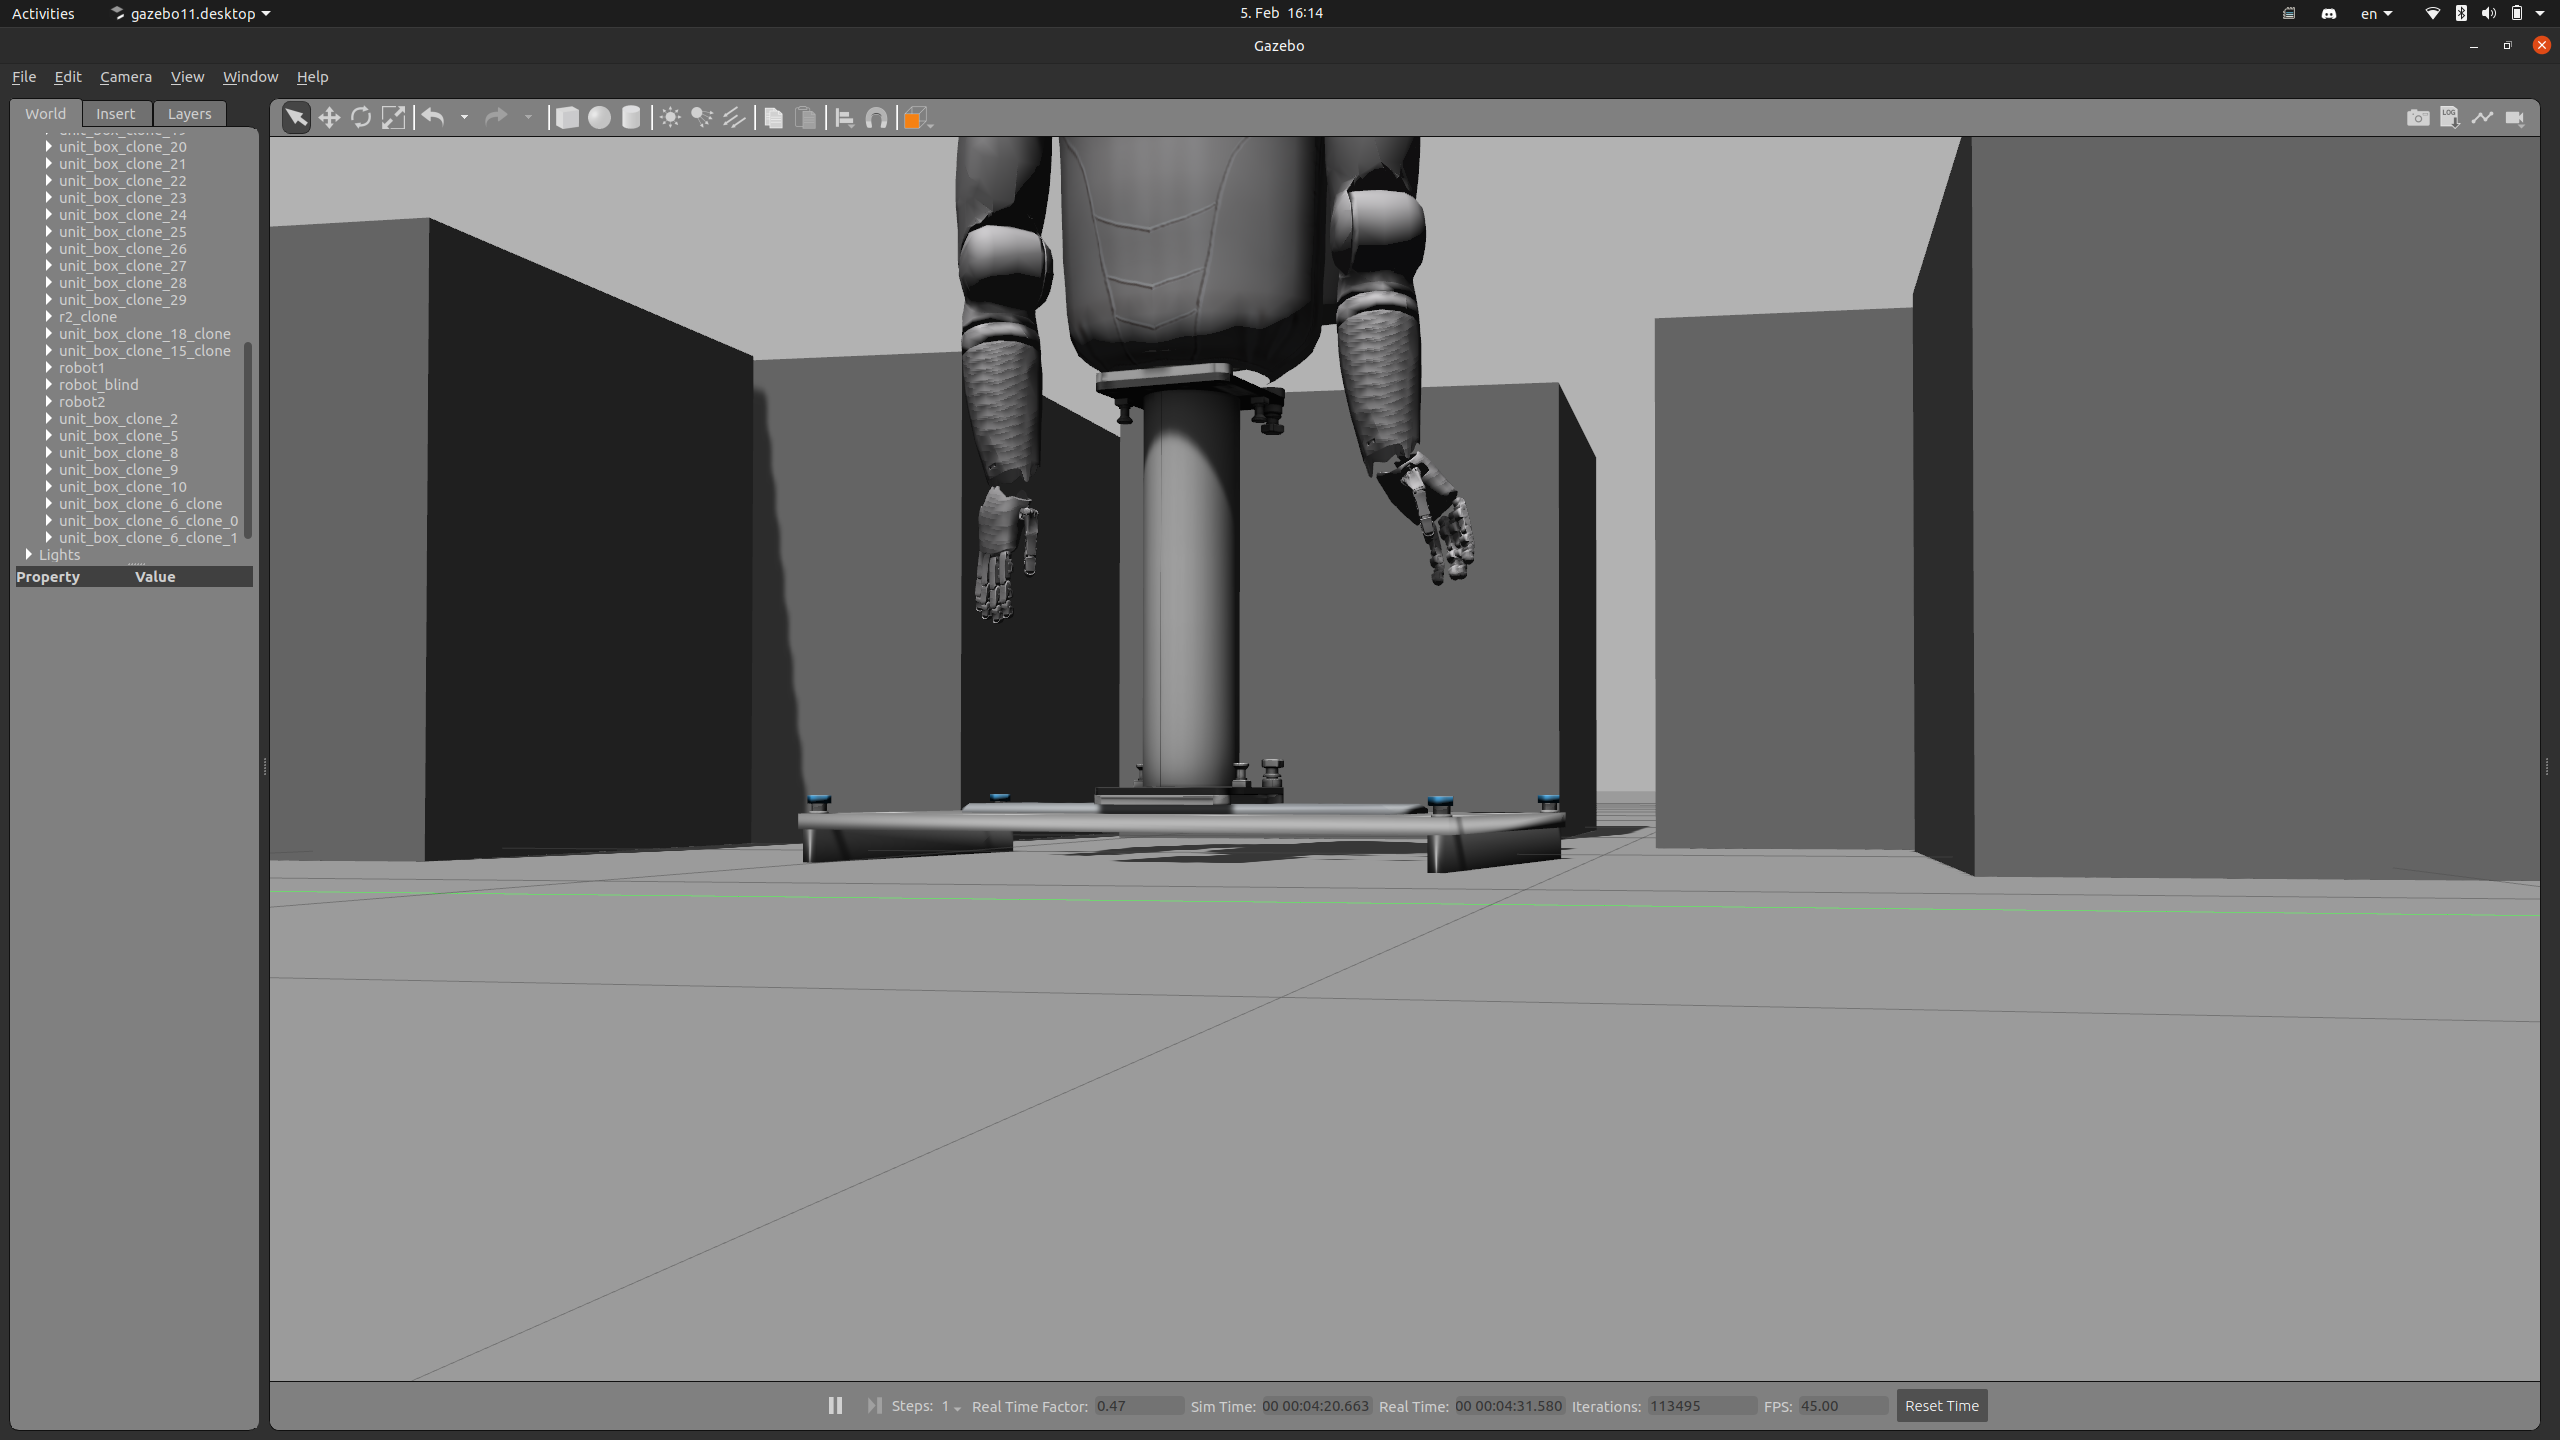 Activities gazebo11.desktop 5. Feb 16:14 en
Gazebo
File Edit Camera View Window Help
World Insert Layers
unit_box_clone_19
unit_box_clone_20
unit_box_clone_21
unit_box_clone_22
unit_box_clone_23
unit_box_clone_24
unit_box_clone_25
unit_box_clone_26
unit_box_clone_27
unit_box_clone_28
unit_box_clone_29
r2_clone
unit_box_clone_18_clone
unit_box_clone_15_clone
robot1
robot_blind
robot2
unit_box_clone_2
unit_box_clone_5
unit_box_clone_8
unit_box_clone_9
unit_box_clone_10
unit_box_clone_6_clone
unit_box_clone_6_clone_0
unit_box_clone_6_clone_1
Lights
Property Value
LOG
Steps: 1 Real Time Factor: 0.47 Sim Time: 00 00:04:20.663 Real Time: 00 00:04:31.580 Iterations: 113495 FPS: 45.00 Reset Time